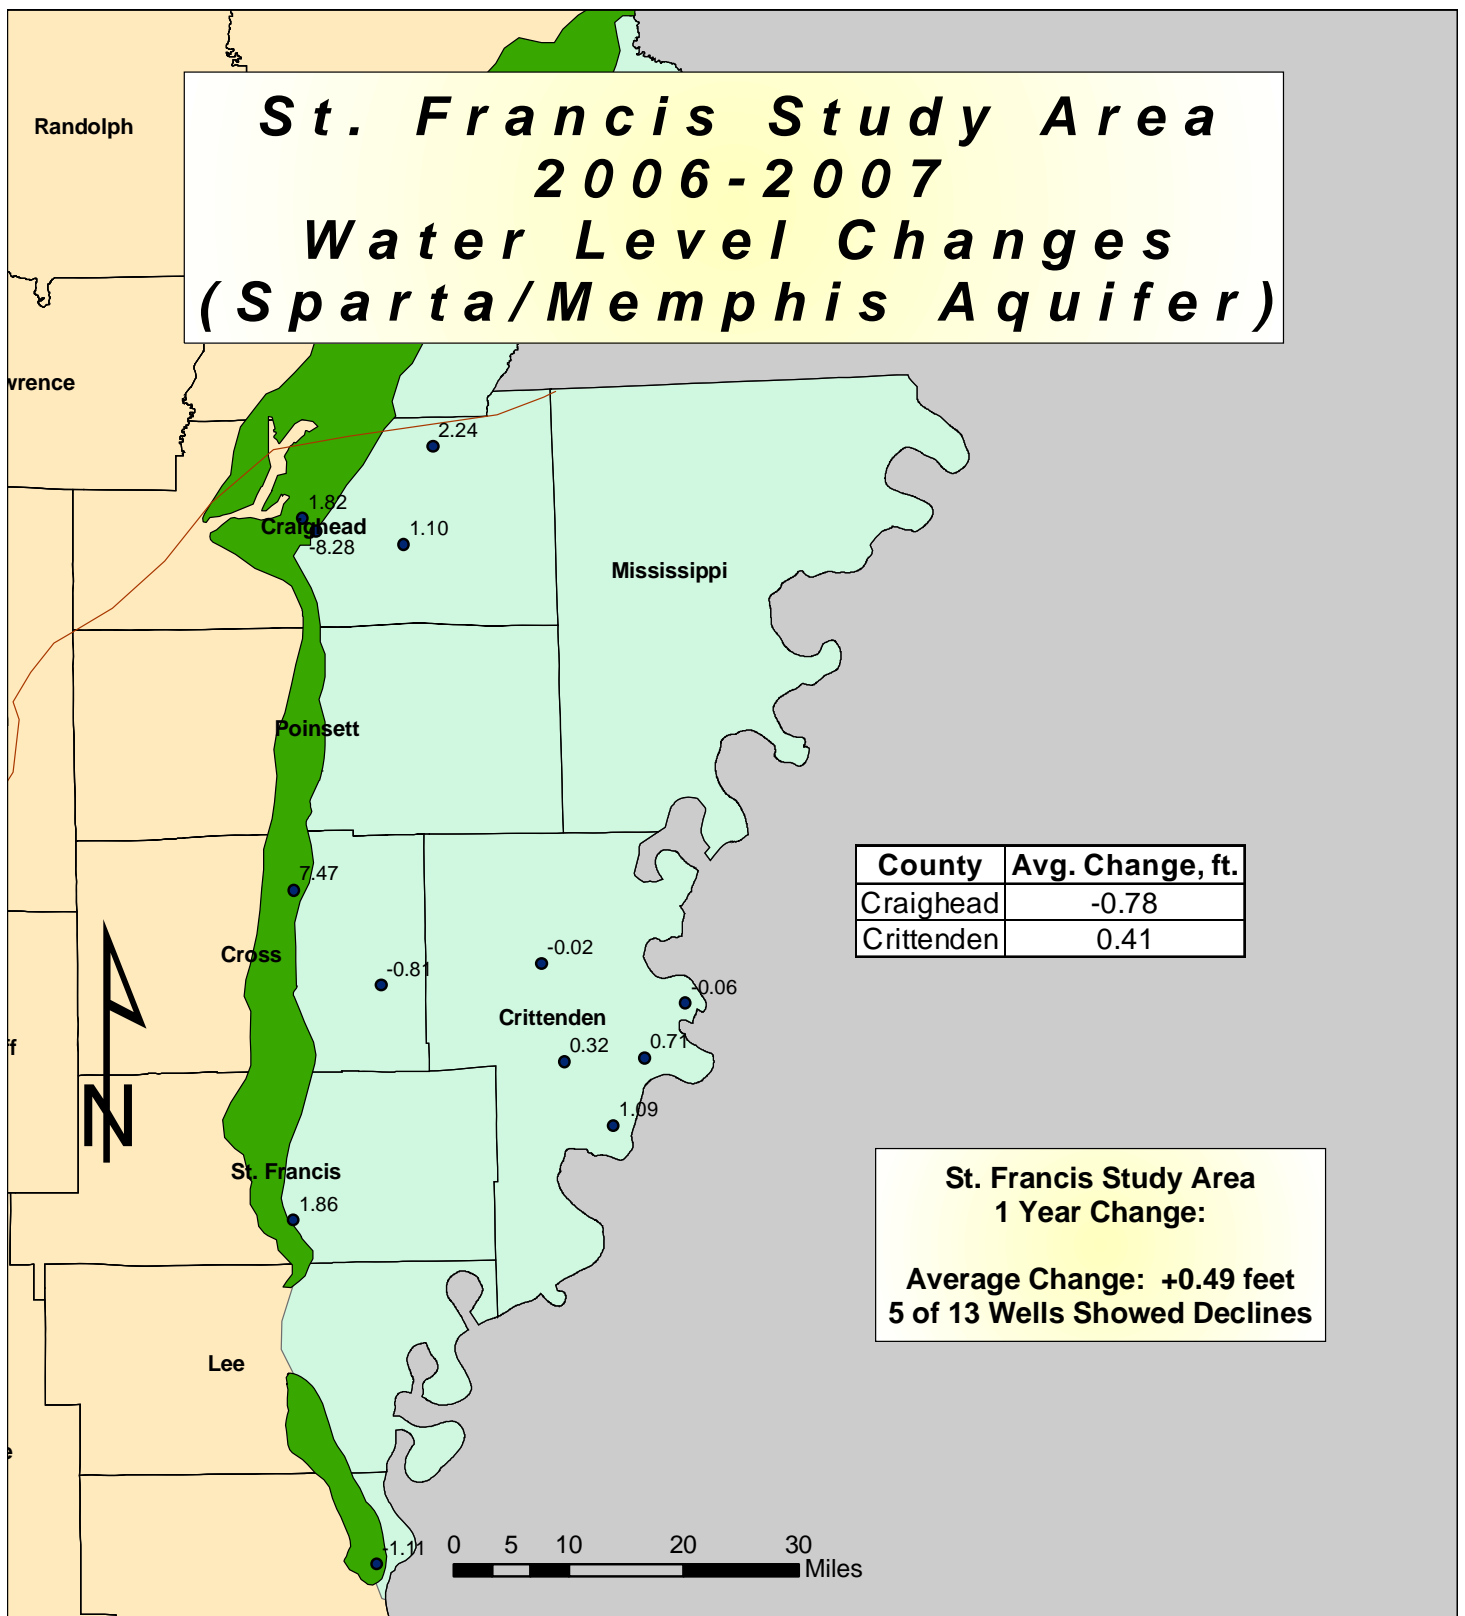 Randolph
St. Francis Study Area
2006-2007
Water Level Changes
(Sparta/Memphis Aquifer)
wrence
2.24
1.82
Craighead
-8.28
1.10
Mississippi
Poinsett
7.47
County Avg. Change, ft.
Craighead -0.78
Crittenden 0.41
Cross
-0.81
-0.02
-0.06
Crittenden
0.32
0.71
ff
N
1.09
St. Francis
1.86
St. Francis Study Area
1 Year Change:
Average Change: +0.49 feet
5 of 13 Wells Showed Declines
Lee
e
-1.11
0 5 10 20 30
Miles